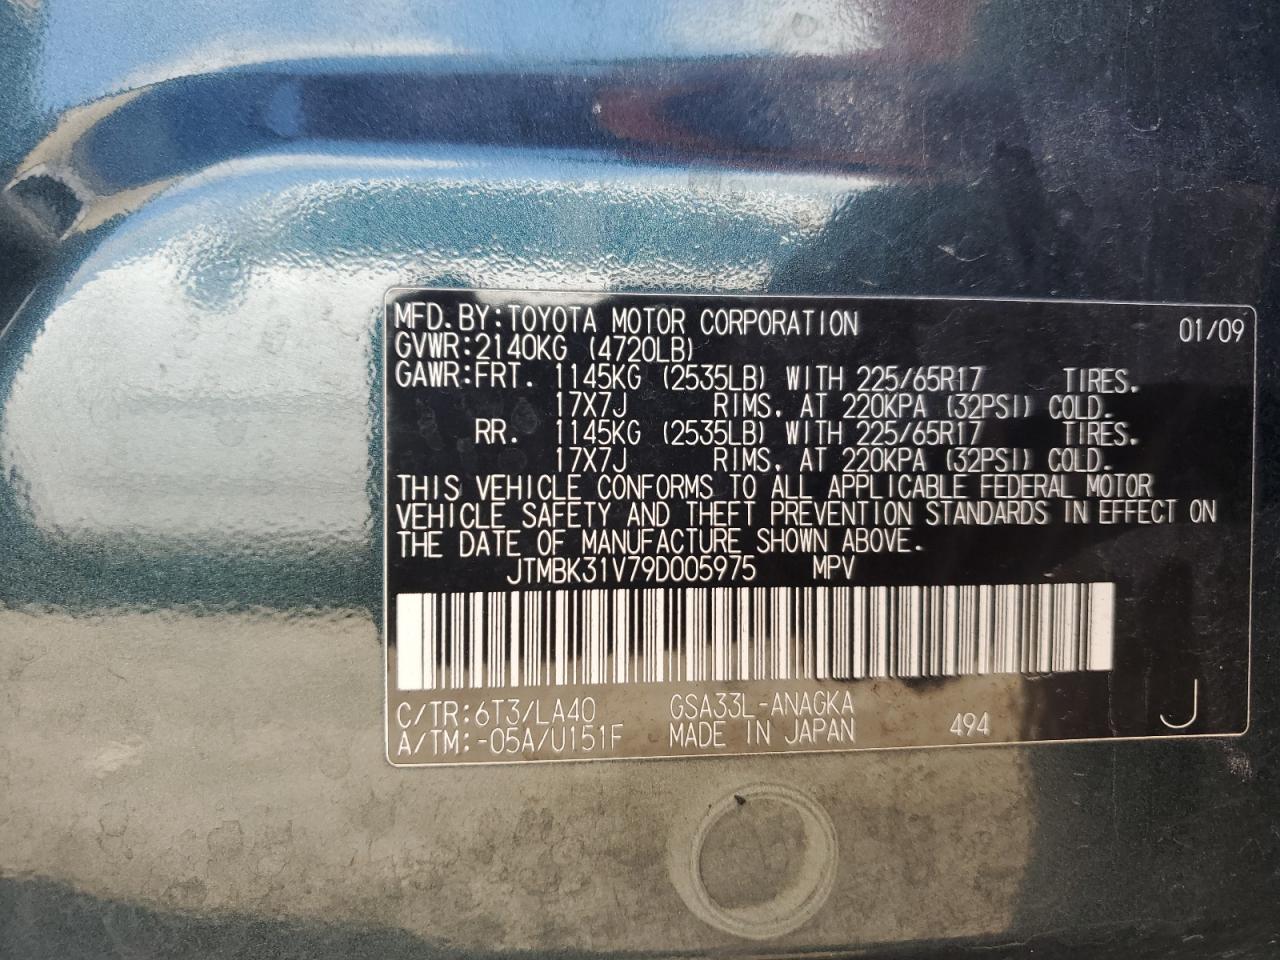 MFD. BY: TOYOTA MOTOR CORPORATION 01/09
GVWR: 2140KG (4720LB)
GAWR: FRT. 1145KG (2535LB) WITH 225/65R17 TIRES.
17X7J RIMS. AT 220KPA (32PSI) COLD.
RR. 1145KG (2535LB) WITH 225/65R17 TIRES.
17X7J RIMS. AT 220KPA (32PSI) COLD.
THIS VEHICLE CONFORMS TO ALL APPLICABLE FEDERAL MOTOR
VEHICLE SAFETY AND THEFT PREVENTION STANDARDS IN EFFECT ON
THE DATE OF MANUFACTURE SHOWN ABOVE.
JTMBK31V79D005975 MPV
C/TR: 6T3/LA40 GSA33L-ANAGKA
A/TM: -05A/U151F MADE IN JAPAN 494 J